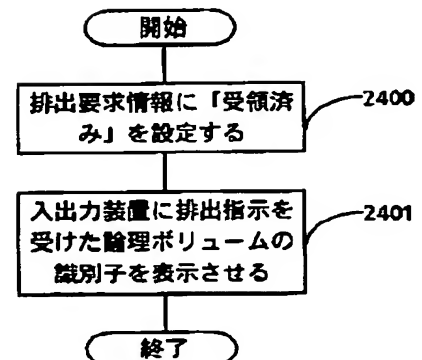 開始
排出要求情報に「受領済
み」を設定する
2400
入出力装置に排出指示を
受けた論理ボリュームの
識別子を表示させる
2401
終了